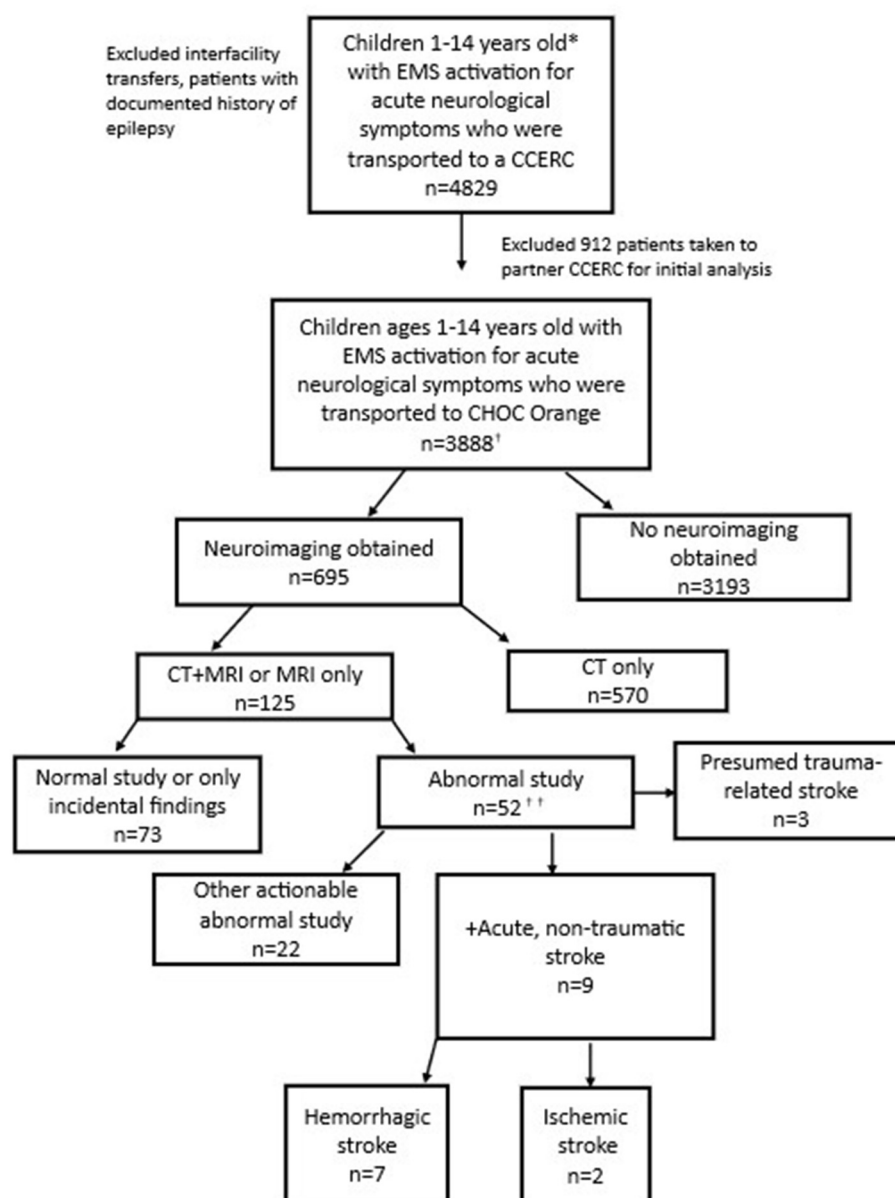 Excluded interfacility
transfers, patients with
documented history of
epilepsy
Children 1-14 years old*
with EMS activation for
acute neurological
symptoms who were
transported to a CCERC
n=4829
Excluded 912 patients taken to
partner CCERC for initial analysis
Children ages 1-14 years old with
EMS activation for acute
neurological symptoms who were
transported to CHOC Orange
n=3888†
Neuroimaging obtained
n=695
No neuroimaging
obtained
n=3193
CT+MRI or MRI only
n=125
CT only
n=570
Normal study or only
incidental findings
n=73
Abnormal study
n=52††
Presumed trauma-
related stroke
n=3
Other actionable
abnormal study
n=22
+Acute, non-traumatic
stroke
n=9
Hemorrhagic
stroke
n=7
Ischemic
stroke
n=2